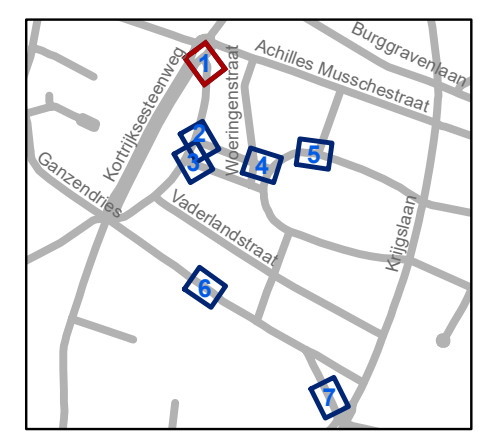 Burggravenlaan
Achilles Musschestraat
Kortrijksesteenweg
Woeringenstraat
1
2
3
4
5
Ganzendries
Vaderlandstraat
Krijgslaan
6
7